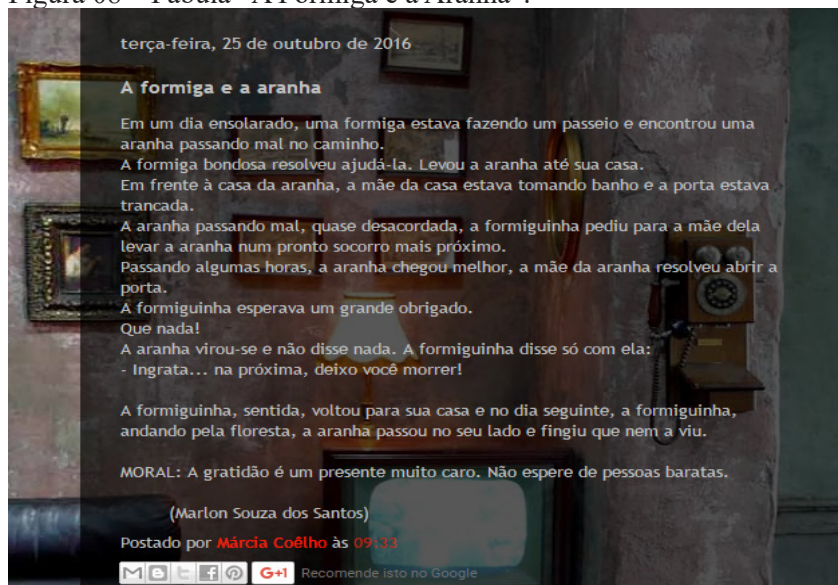 Figura 08 – Fábula "A Formiga e a Aranha".
terça-feira, 25 de outubro de 2016
A formiga e a aranha
Em um dia ensolarado, uma formiga estava fazendo um passeio e encontrou uma
aranha passando mal no caminho.
A formiga bondosa resolveu ajudá-la. Levou a aranha até sua casa.
Em frente à casa da aranha, a mãe da casa estava tomando banho e a porta estava
trancada.
A aranha passando mal, quase desacordada, a formiguinha pediu para a mãe dela
levar a aranha num pronto socorro mais próximo.
Passando algumas horas, a aranha chegou melhor, a mãe da aranha resolveu abrir a
porta.
A formiguinha esperava um grande obrigado.
Que nada!
A aranha virou-se e não disse nada. A formiguinha disse só com ela:
- Ingrata... na próxima, deixo você morrer!
A formiguinha, sentida, voltou para sua casa e no dia seguinte, a formiguinha,
andando pela floresta, a aranha passou no seu lado e fingiu que nem a viu.
MORAL: A gratidão é um presente muito caro. Não espere de pessoas baratas.
(Marlon Souza dos Santos)
Postado por Márcia Coêlho às 09:33
G+1 Recomende isto no Google